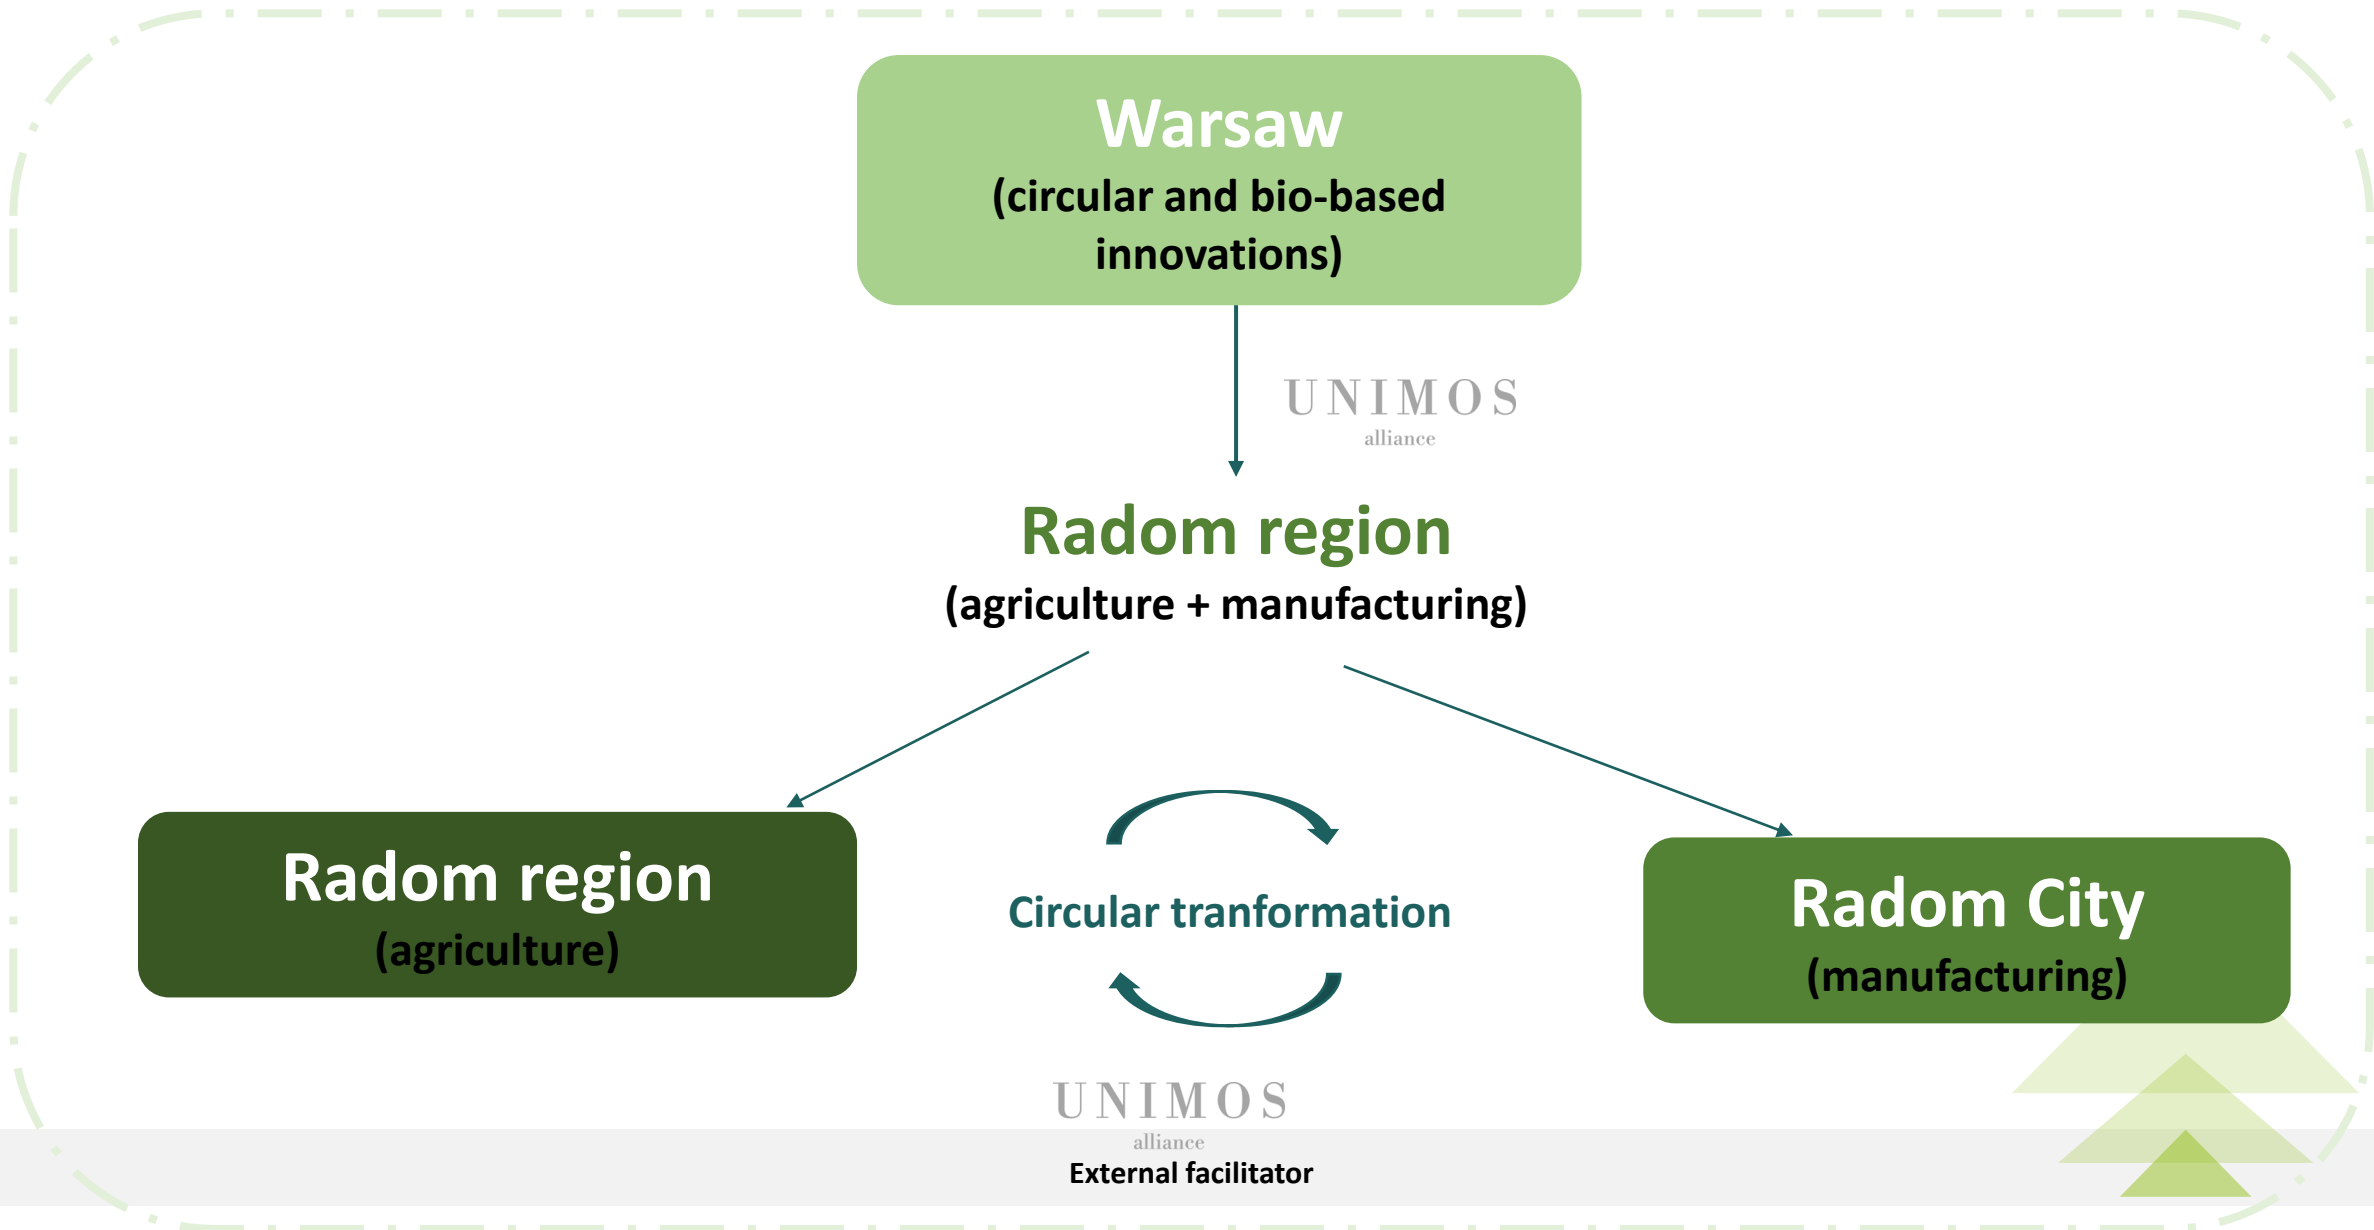 Warsaw
(circular and bio-based
innovations)
UNIMOS
alliance
Radom region
(agriculture + manufacturing)
Radom region
(agriculture)
Circular tranformation
Radom City
(manufacturing)
UNIMOS
alliance
External facilitator